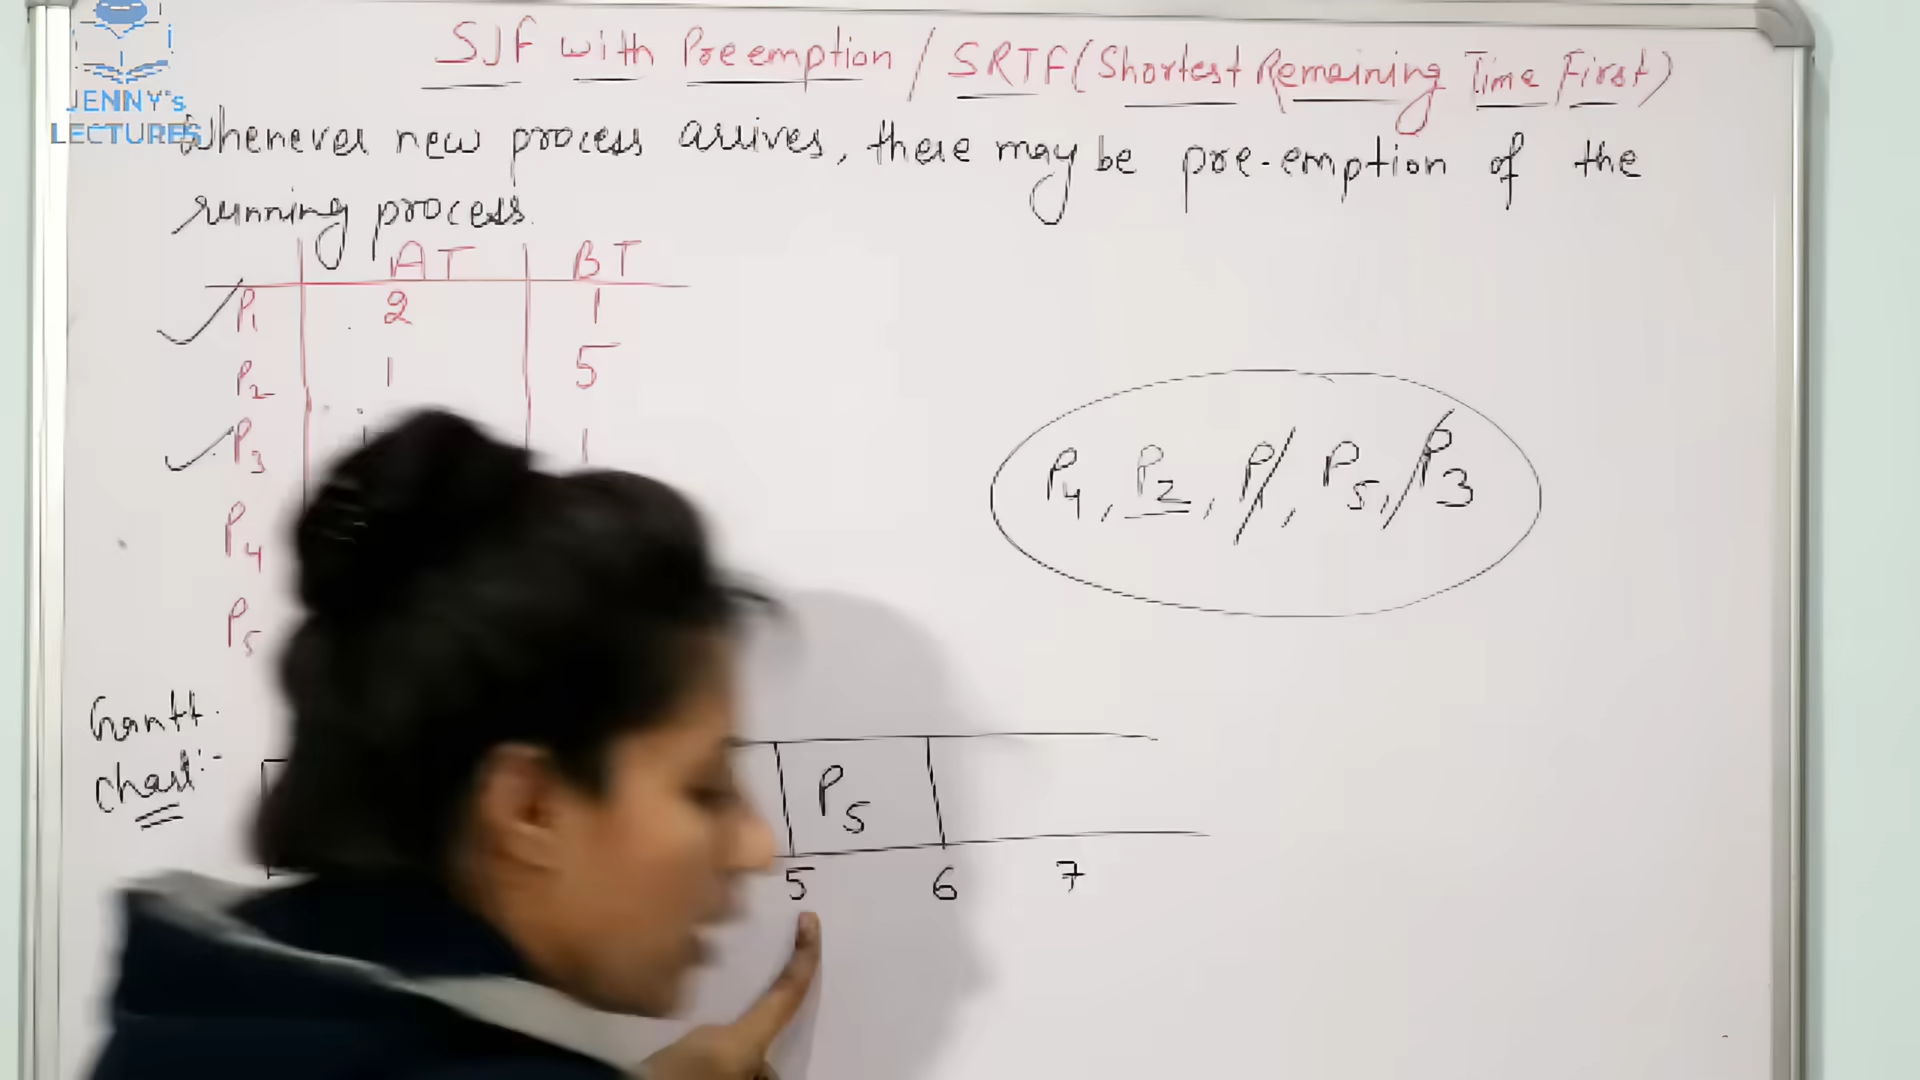 JENNY's
LECTURES
SJF with Preemption / SRTF (Shortest Remaining Time First)
Whenever new process arrives, there may be pre-emption of the
running process.
AT BT
P1 2 1
P2 1 5
P3 1
P4
P5
P4, P2, P1, P5, P3
Gantt
chart:-
P5
5 6 7